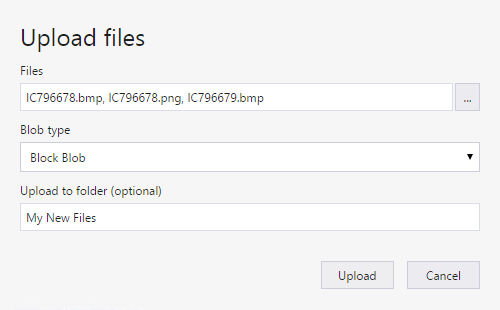 Upload files
Files
IC796678.bmp, IC796678.png, IC796679.bmp ...
Blob type
Block Blob
Upload to folder (optional)
My New Files
Upload Cancel